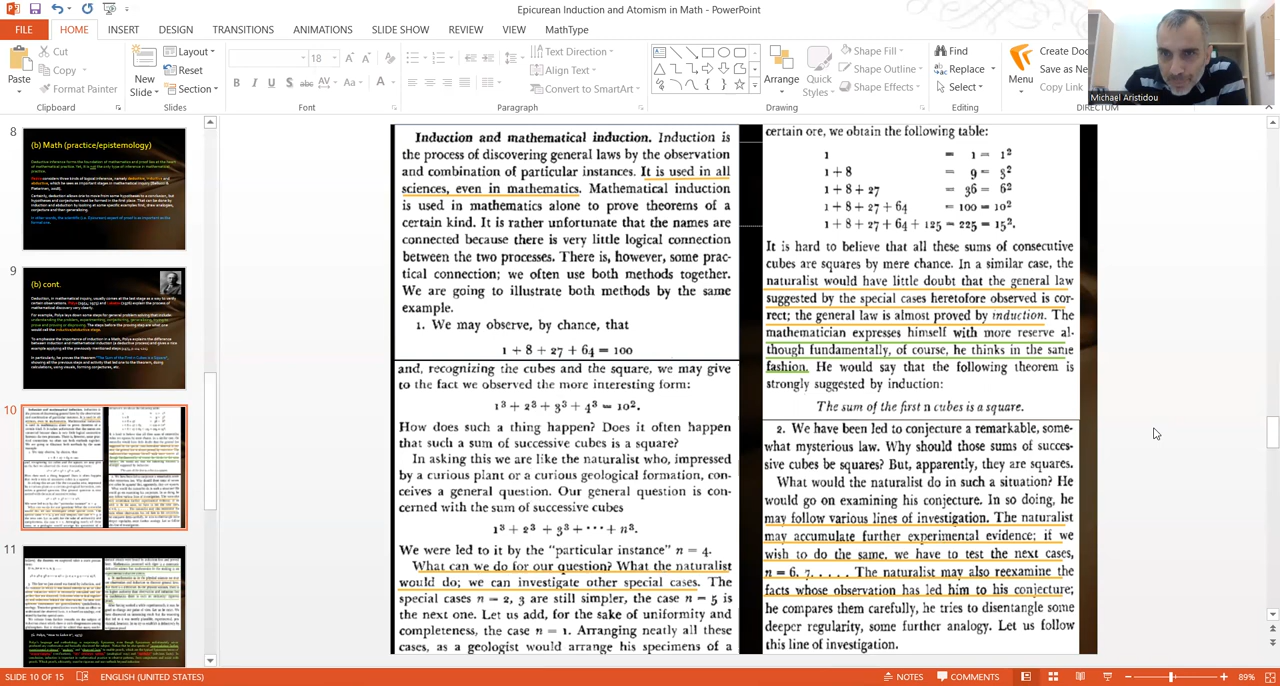 Epicurean Induction and Atomism in Math - PowerPoint
FILE HOME INSERT DESIGN TRANSITIONS ANIMATIONS SLIDE SHOW REVIEW VIEW MathType
Paste
Cut
Copy
Format Painter
Clipboard
New Slide
Layout
Reset
Section
Slides
18
B I U S abc AV Aa A
Font
Text Direction
Align Text
Convert to SmartArt
Paragraph
Arrange
Quick Styles
Shape Fill
Shape Outline
Shape Effects
Drawing
Find
Replace
Select
Editing
Menu
Create Doc
Save as Ne
Copy Link
DIRECTUM
Michael Aristidou
8
(b) Math (practice/epistemology)
9
(b) cont.
10
11
Induction and mathematical induction. Induction is
the process of discovering general laws by the observation
and combination of particular instances. It is used in all
sciences, even in mathematics. Mathematical induction
is used in mathematics alone to prove theorems of a
certain kind. It is rather unfortunate that the names are
connected because there is very little logical connection
between the two processes. There is, however, some prac-
tical connection; we often use both methods together.
We are going to illustrate both methods by the same
example.
1. We may observe, by chance, that
1 + 8 + 27 + 64 = 100
and, recognizing the cubes and the square, we may give
to the fact we observed the more interesting form:
1³ + 2³ + 3³ + 4³ = 10².
How does such a thing happen? Does it often happen
that such a sum of successive cubes is a square?
In asking this we are like the naturalist who, impressed
by a curious plant or a curious geological formation, con-
ceives a general question. Our general question is con-
cerned with the sum of successive cubes
1³ + 2³ + 3³ + ··· + n³.
We were led to it by the "particular instance" n = 4.
What can we do for our question? What the naturalist
would do; we can investigate other special cases. The
special cases n = 2, 3 are still simpler, the case n = 5 is
the next one. Let us add, for the sake of uniformity and
completeness, the case n = 1. Arranging neatly all these
cases, as a geologist would arrange his specimens of a
certain ore, we obtain the following table:
1 = 1 = 1²
1 + 8 = 9 = 3²
1 + 8 + 27 = 36 = 6²
1 + 8 + 27 + 64 = 100 = 10²
1 + 8 + 27 + 64 + 125 = 225 = 15².
It is hard to believe that all these sums of consecutive
cubes are squares by mere chance. In a similar case, the
naturalist would have little doubt that the general law
suggested by the special cases heretofore observed is cor-
rect; the general law is almost proved by induction. The
mathematician expresses himself with more reserve al-
though fundamentally, of course, he thinks in the same
fashion. He would say that the following theorem is
strongly suggested by induction:
The sum of the first n cubes is a square.
2. We have been led to conjecture a remarkable, some-
what mysterious law. Why should those sums of succes-
sive cubes be squares? But, apparently, they are squares.
What would the naturalist do in such a situation? He
would go on examining his conjecture. In so doing, he
may follow various lines of investigation. The naturalist
may accumulate further experimental evidence; if we
wish to do the same, we have to test the next cases,
n = 6, 7, .... The naturalist may also reexamine the
facts whose observation has led him to his conjecture;
he compares them carefully, he tries to disentangle some
deeper regularity, some further analogy. Let us follow
this line of investigation.
SLIDE 10 OF 15
ENGLISH (UNITED STATES)
NOTES
COMMENTS
89%